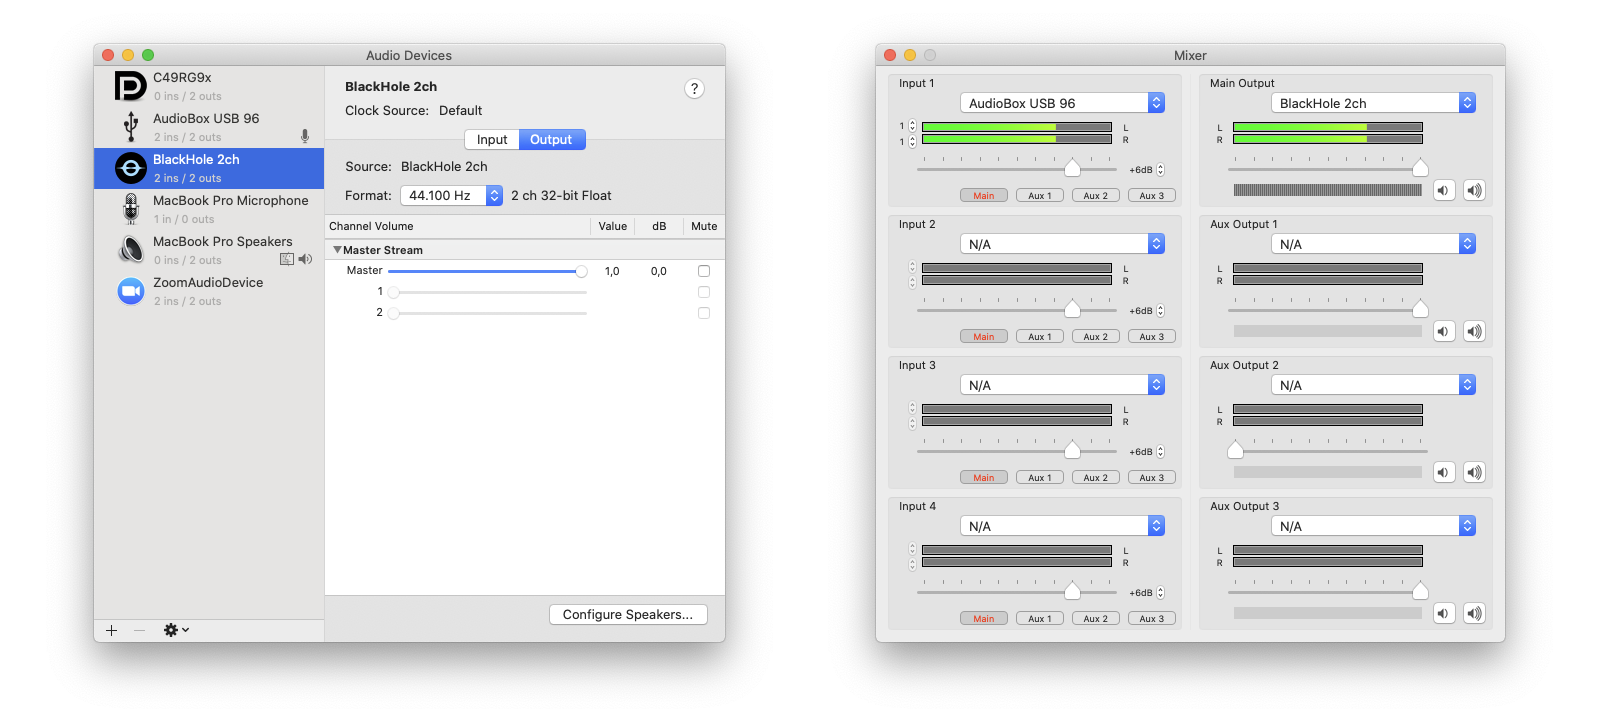 Audio Devices
C49RG9x
0 ins / 2 outs
AudioBox USB 96
2 ins / 2 outs
BlackHole 2ch
2 ins / 2 outs
MacBook Pro Microphone
1 in / 0 outs
MacBook Pro Speakers
0 ins / 2 outs
ZoomAudioDevice
2 ins / 2 outs
BlackHole 2ch
?
Clock Source: Default
Input Output
Source: BlackHole 2ch
Format: 44.100 Hz 2 ch 32-bit Float
Channel Volume Value dB Mute
Master Stream
Master 1,0 0,0
1
2
Configure Speakers...
Mixer
Input 1
AudioBox USB 96
1 L
1 R
+6dB
Main Aux 1 Aux 2 Aux 3
Main Output
BlackHole 2ch
L
R
Input 2
N/A
L
R
+6dB
Main Aux 1 Aux 2 Aux 3
Aux Output 1
N/A
L
R
Input 3
N/A
L
R
+6dB
Main Aux 1 Aux 2 Aux 3
Aux Output 2
N/A
L
R
Input 4
N/A
L
R
+6dB
Main Aux 1 Aux 2 Aux 3
Aux Output 3
N/A
L
R